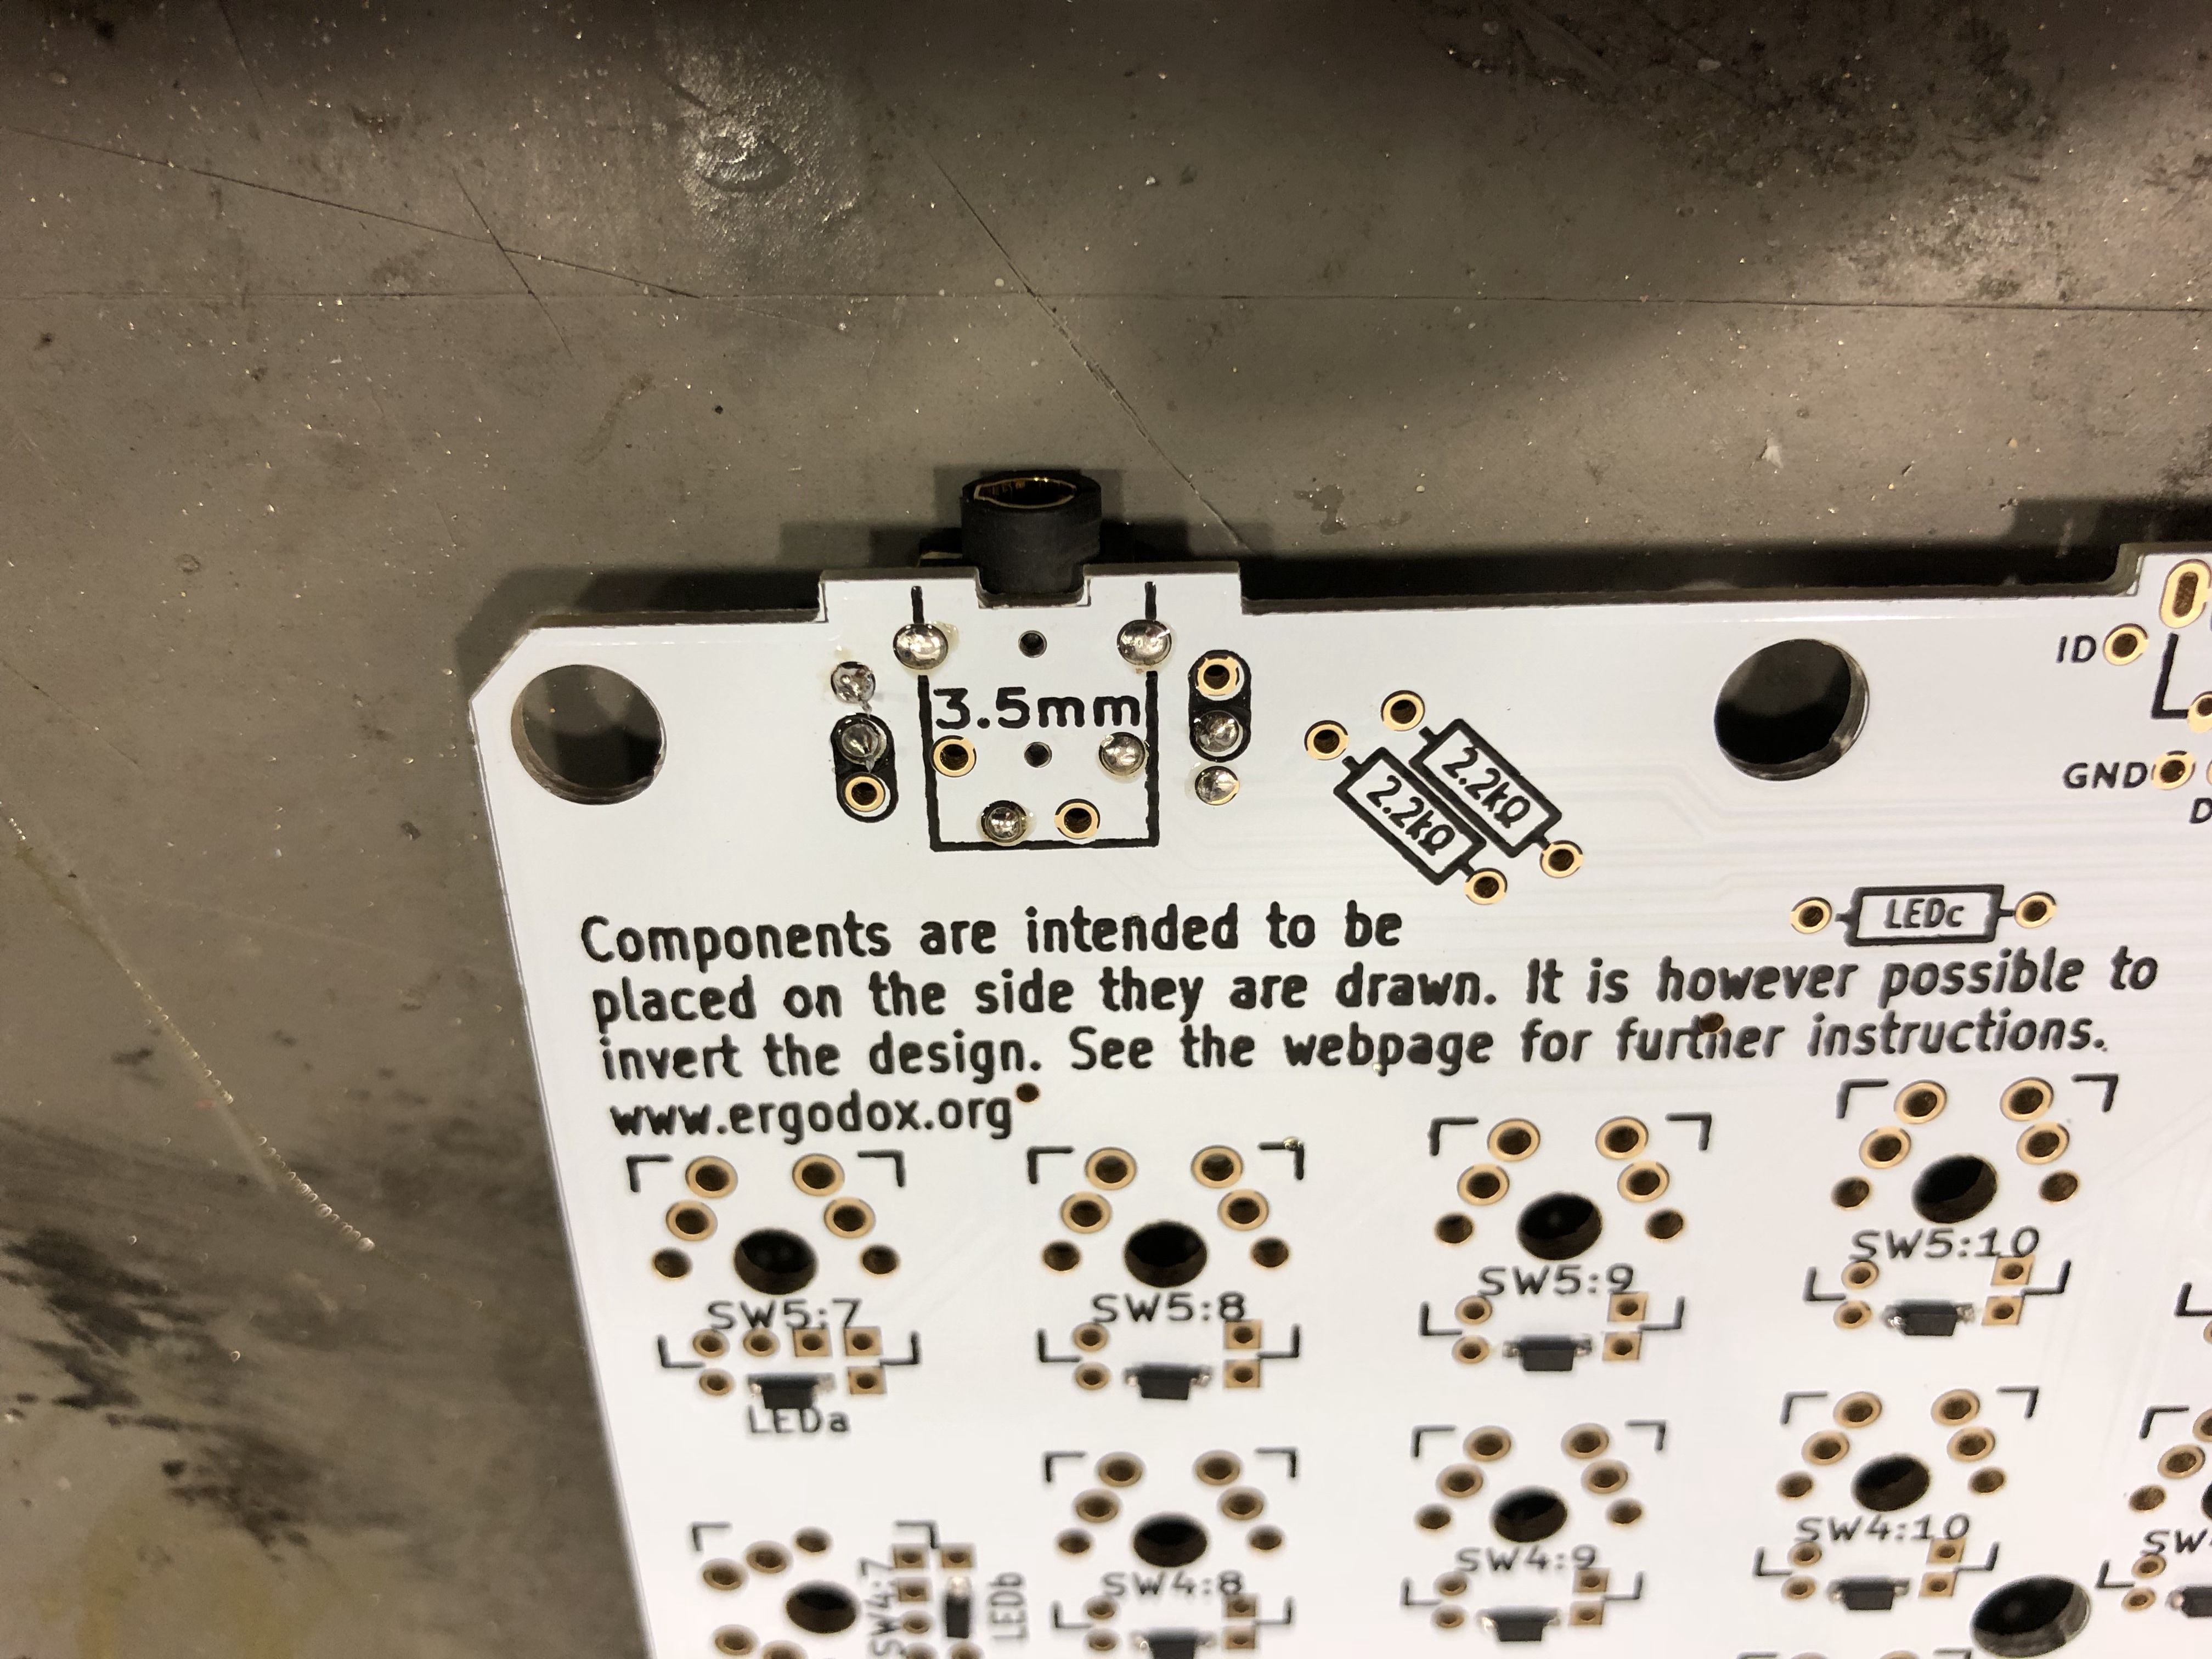 ID
3.5mm
2.2kΩ
2.2kΩ
GND
D
LEDc
Components are intended to be
placed on the side they are drawn. It is however possible to
invert the design. See the webpage for further instructions.
www.ergodox.org
SW5:7
SW5:8
SW5:9
SW5:10
LEDa
SW4:7
LEDb
SW4:8
SW4:9
SW4:10
SW